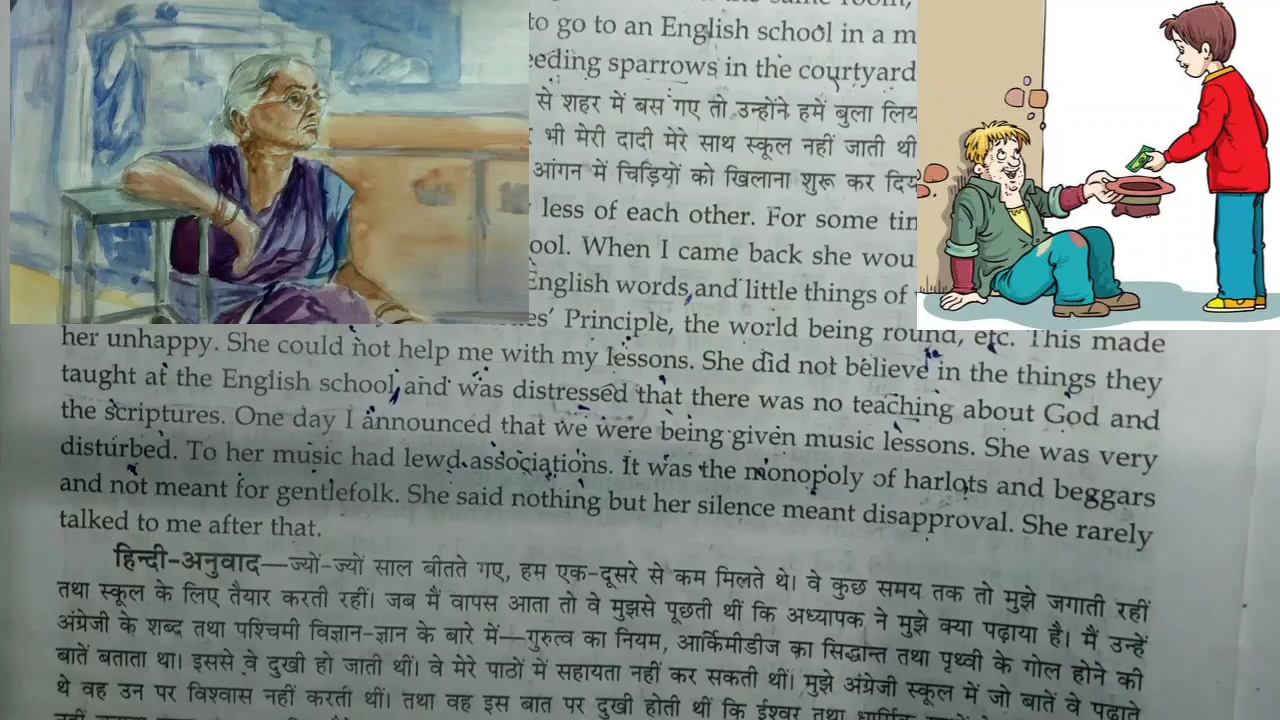 to go to an English school in a m
eeding sparrows in the courtyard
से शहर में बस गए तो उन्होंने हमें बुला लिय
भी मेरी दादी मेरे साथ स्कूल नहीं जाती थी
आंगन में चिड़ियों को खिलाना शुरू कर दिय
less of each other. For some tim
ool. When I came back she wou
English words and little things of
es' Principle, the world being round, etc. This made
her unhappy. She could not help me with my lessons. She did not believe in the things they
taught at the English school and was distressed that there was no teaching about God and
the scriptures. One day I announced that we were being given music lessons. She was very
disturbed. To her music had lewd associations. It was the monopoly of harlots and beggars
and not meant for gentlefolk. She said nothing but her silence meant disapproval. She rarely
talked to me after that.
हिन्दी-अनुवाद—ज्यों-ज्यों साल बीतते गए, हम एक-दूसरे से कम मिलते थे। वे कुछ समय तक तो मुझे जगाती रहीं
तथा स्कूल के लिए तैयार करती रहीं। जब मैं वापस आता तो वे मुझसे पूछती थीं कि अध्यापक ने मुझे क्या पढ़ाया है। मैं उन्हें
अंग्रेजी के शब्द तथा पश्चिमी विज्ञान-ज्ञान के बारे में—गुरुत्व का नियम, आर्किमीडीज का सिद्धान्त तथा पृथ्वी के गोल होने की
बातें बताता था। इससे वे दुखी हो जाती थीं। वे मेरे पाठों में सहायता नहीं कर सकती थीं। मुझे अंग्रेजी स्कूल में जो बातें वे पढ़ाते
थे वह उन पर विश्वास नहीं करती थीं। तथा वह इस बात पर दुखी होती थीं कि ईश्वर तथा धार्मिक